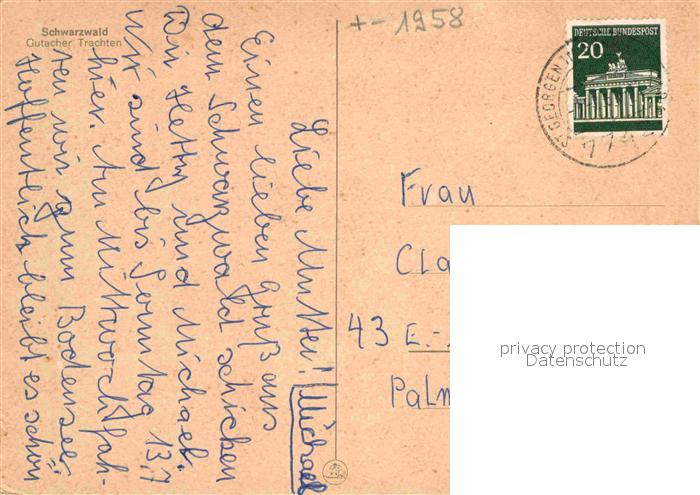 Schwarzwald
Gutacher Trachten
+- 1958
DEUTSCHE BUNDESPOST
20
ST GEORGEN
Liebe Mutter!
Einen lieben Gruß aus
dem Schwarzwald schicken
Dir Hetty und Michael.
Wir sind bis Sonntag 13.7
hier. Am Mittwoch fah-
ren wir zum Bodensee.
Hoffentlich bleibt es schön
Michael
Frau
Cla
43 E.-
Palm
privacy protection
Datenschutz